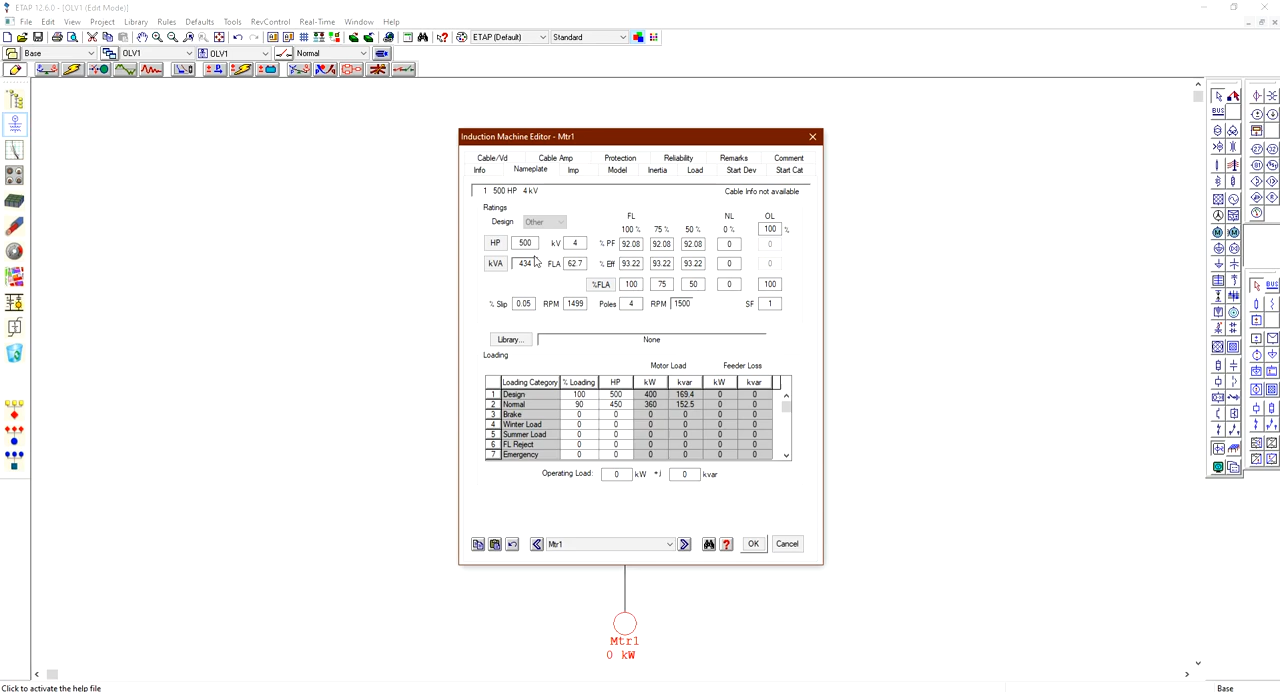 ETAP 12.6.0 - [OLV1 (Edit Mode)]
File Edit View Project Library Rules Defaults Tools RevControl Real-Time Window Help
ETAP (Default) Standard
Base OLV1 OLV1 Normal
BUS
Induction Machine Editor - Mtr1
Cable/Vd Cable Amp Protection Reliability Remarks Comment
Info Nameplate Imp Model Inertia Load Start Dev Start Cat
1 500 HP 4 kV Cable Info not available
Ratings
FL NL OL
Design Other 100 % 75 % 50 % 0 % 100 %
HP 500 kV 4 % PF 92.08 92.08 92.08 0 0
kVA 434 FLA 62.7 % Eff 93.22 93.22 93.22 0 0
%FLA 100 75 50 0 100
% Slip 0.05 RPM 1499 Poles 4 RPM 1500 SF 1
BUS
Library... None
Loading
Motor Load Feeder Loss
Loading Category % Loading HP kW kvar kW kvar
1 Design 100 500 400 169.4 0 0
2 Normal 90 450 360 152.5 0 0
3 Brake 0 0 0 0 0 0
4 Winter Load 0 0 0 0 0 0
5 Summer Load 0 0 0 0 0 0
6 FL Reject 0 0 0 0 0 0
7 Emergency 0 0 0 0 0 0
Operating Load: 0 kW +j 0 kvar
Mtr1 OK Cancel
Mtr1
0 kW
Click to activate the help file Base